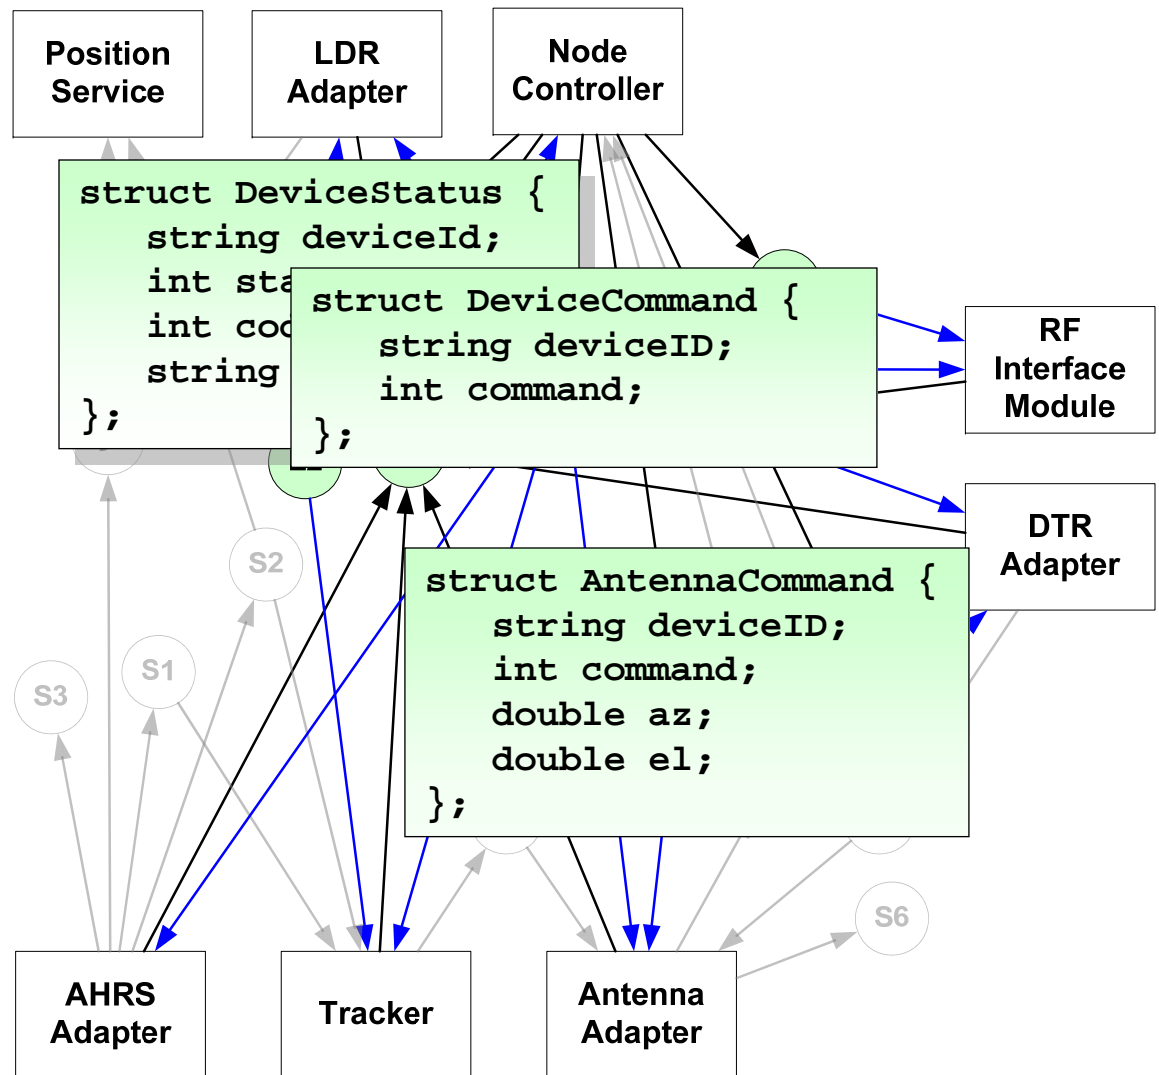 Position
Service
LDR
Adapter
Node
Controller
struct DeviceStatus {
string deviceId;
int
int
string
};
struct DeviceCommand {
string deviceID;
int command;
};
RF
Interface
Module
DTR
Adapter
S2
S1
S3
struct AntennaCommand {
string deviceID;
int command;
double az;
double el;
};
S6
AHRS
Adapter
Tracker
Antenna
Adapter